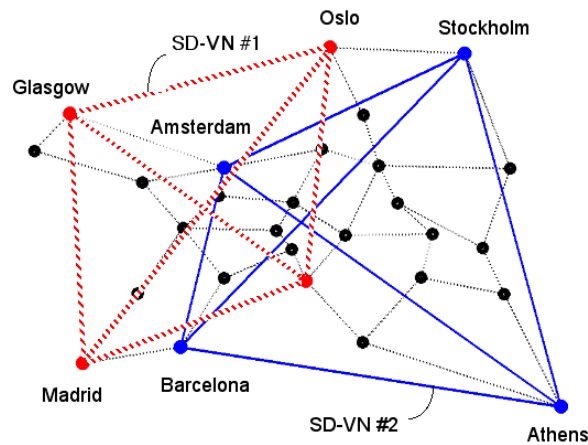 Oslo
Stockholm
SD-VN #1
Glasgow
Amsterdam
Madrid
Barcelona
SD-VN #2
Athens